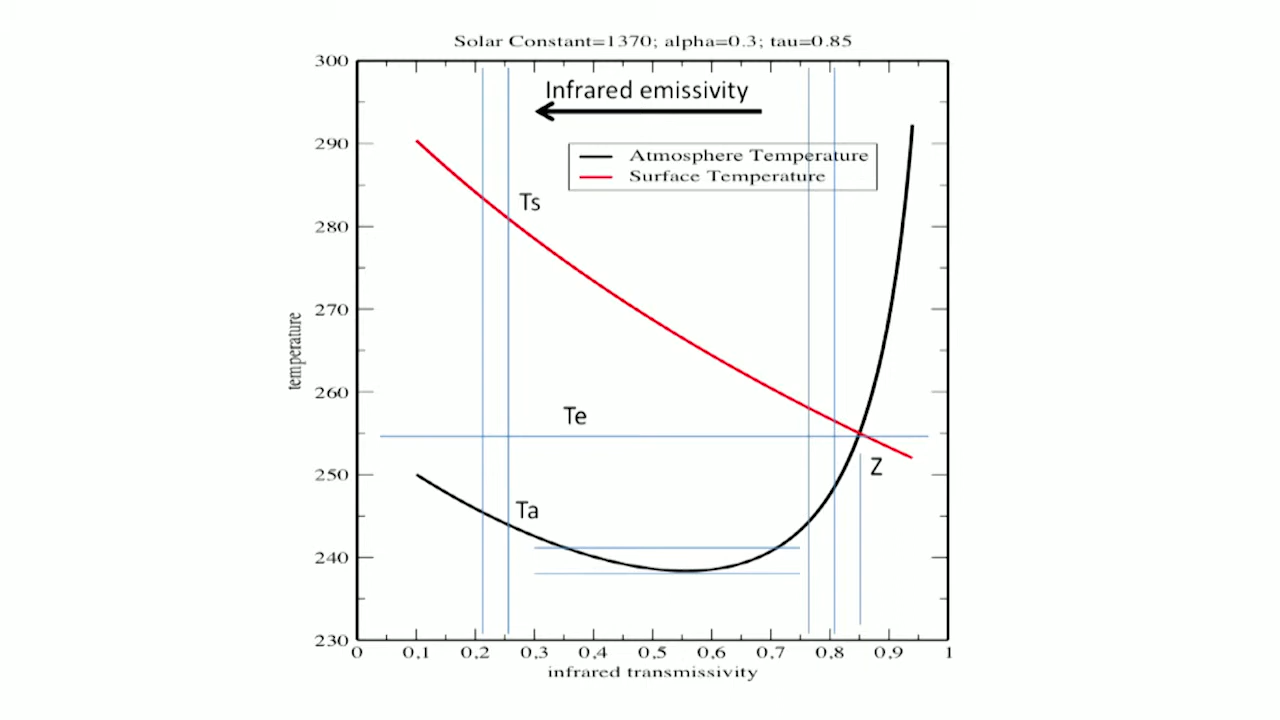 Solar Constant=1370; alpha=0.3; tau=0.85
300
290
280
270
260
250
240
230
temperature
Infrared emissivity
Atmosphere Temperature
Surface Temperature
Ts
Te
Z
Ta
0 0,1 0,2 0,3 0,4 0,5 0,6 0,7 0,8 0,9 1
infrared transmissivity